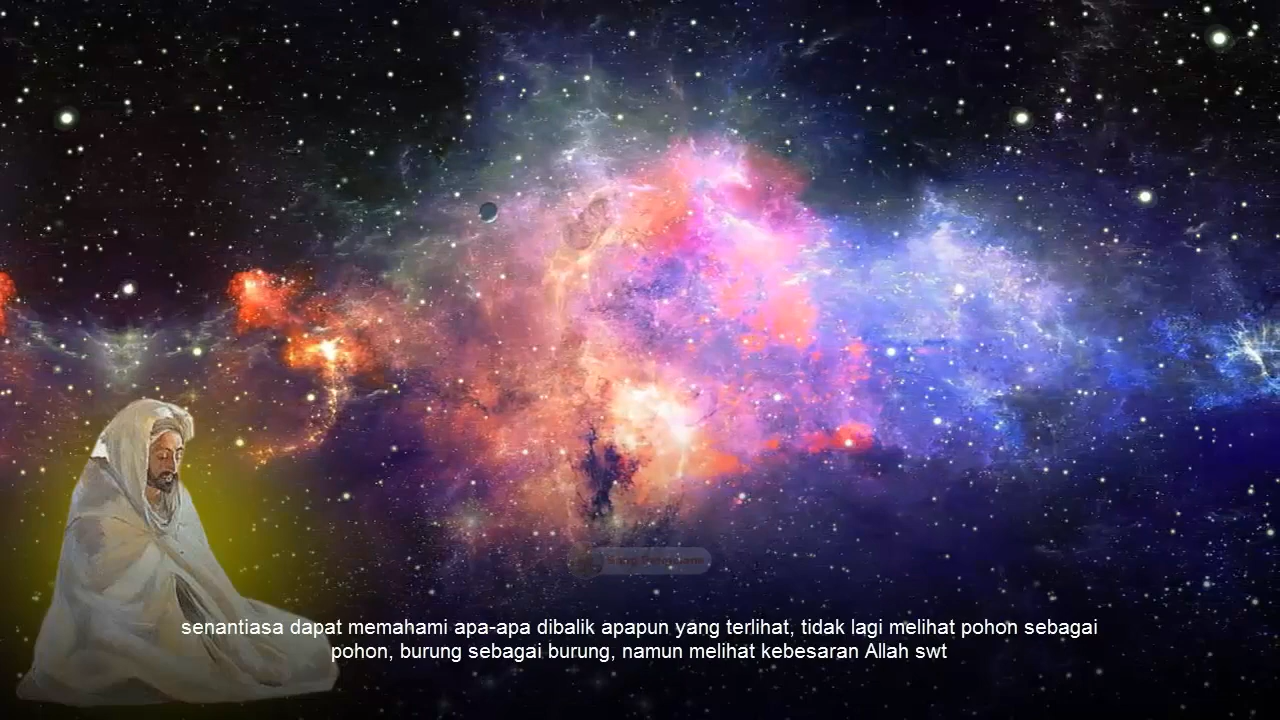 senantiasa dapat memahami apa-apa dibalik apapun yang terlihat, tidak lagi melihat pohon sebagai
pohon, burung sebagai burung, namun melihat kebesaran Allah swt